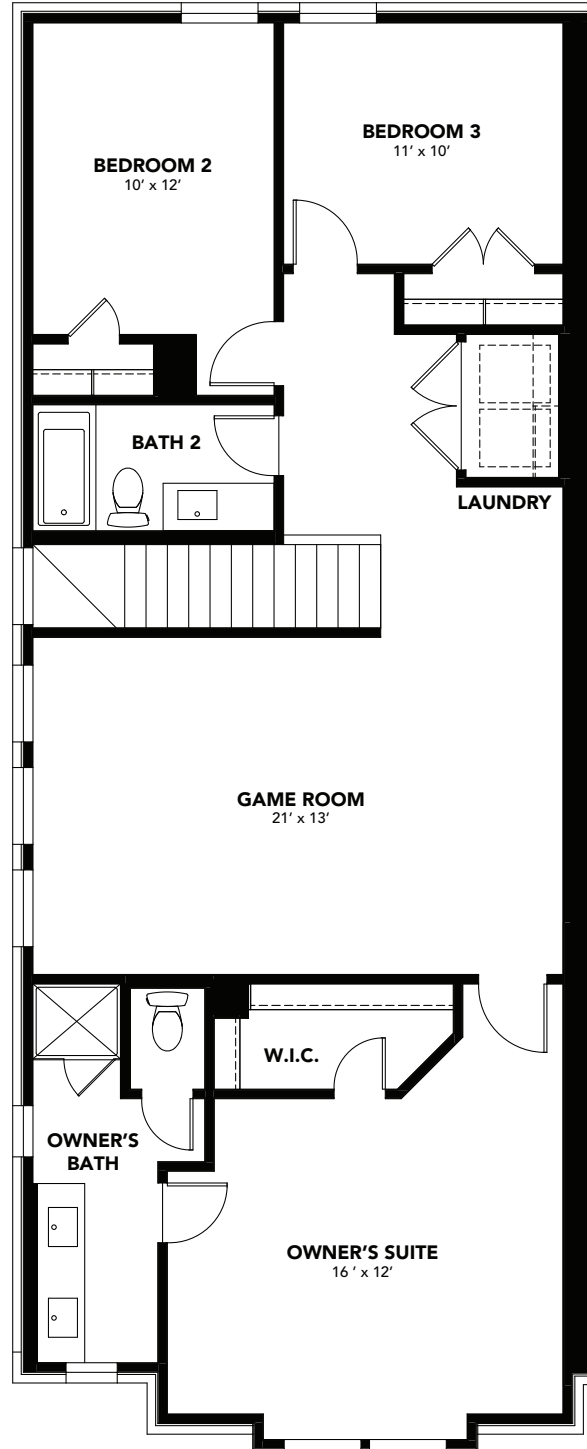 BEDROOM 3
11' x 10'
BEDROOM 2
10' x 12'
BATH 2
LAUNDRY
GAME ROOM
21' x 13'
W.I.C.
OWNER'S
BATH
OWNER'S SUITE
16 ' x 12'